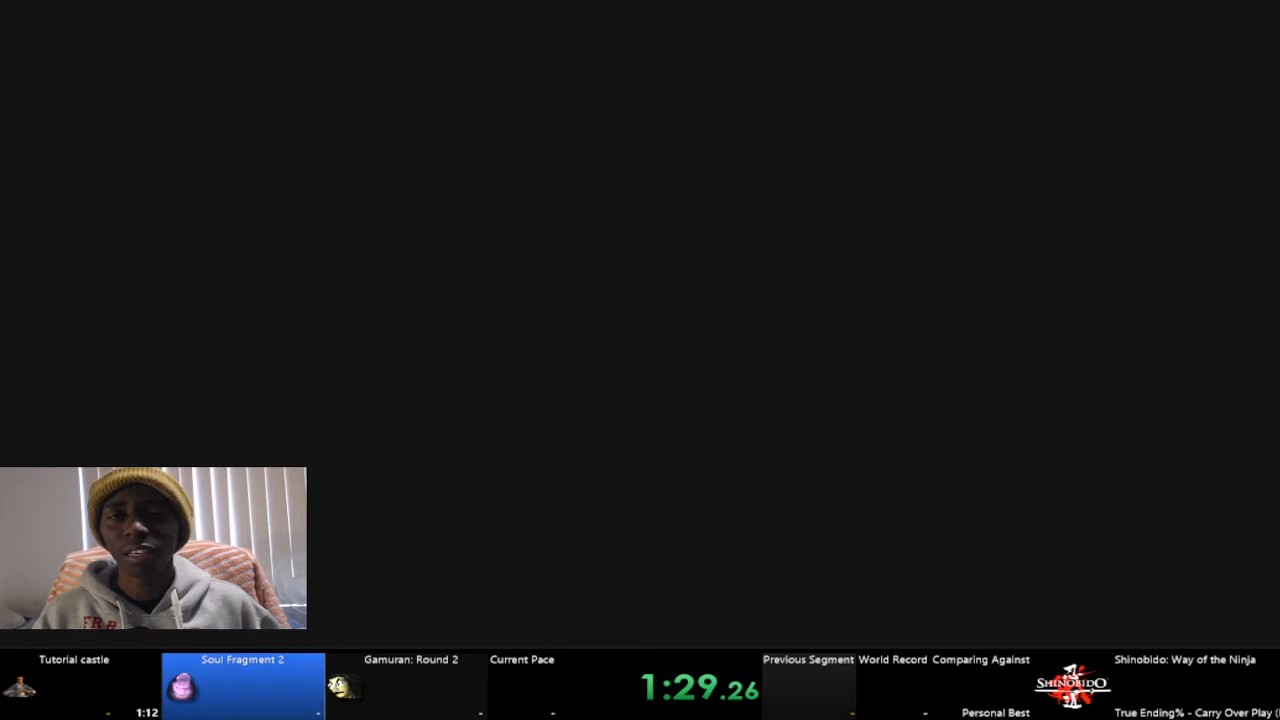 Tutorial castle
-
1:12
Soul Fragment 2
-
Gamuran: Round 2
-
Current Pace
-
1:29.26
Previous Segment
-
World Record
-
Comparing Against
Personal Best
SHINOBIDO
Shinobido: Way of the Ninja
True Ending% - Carry Over Play (